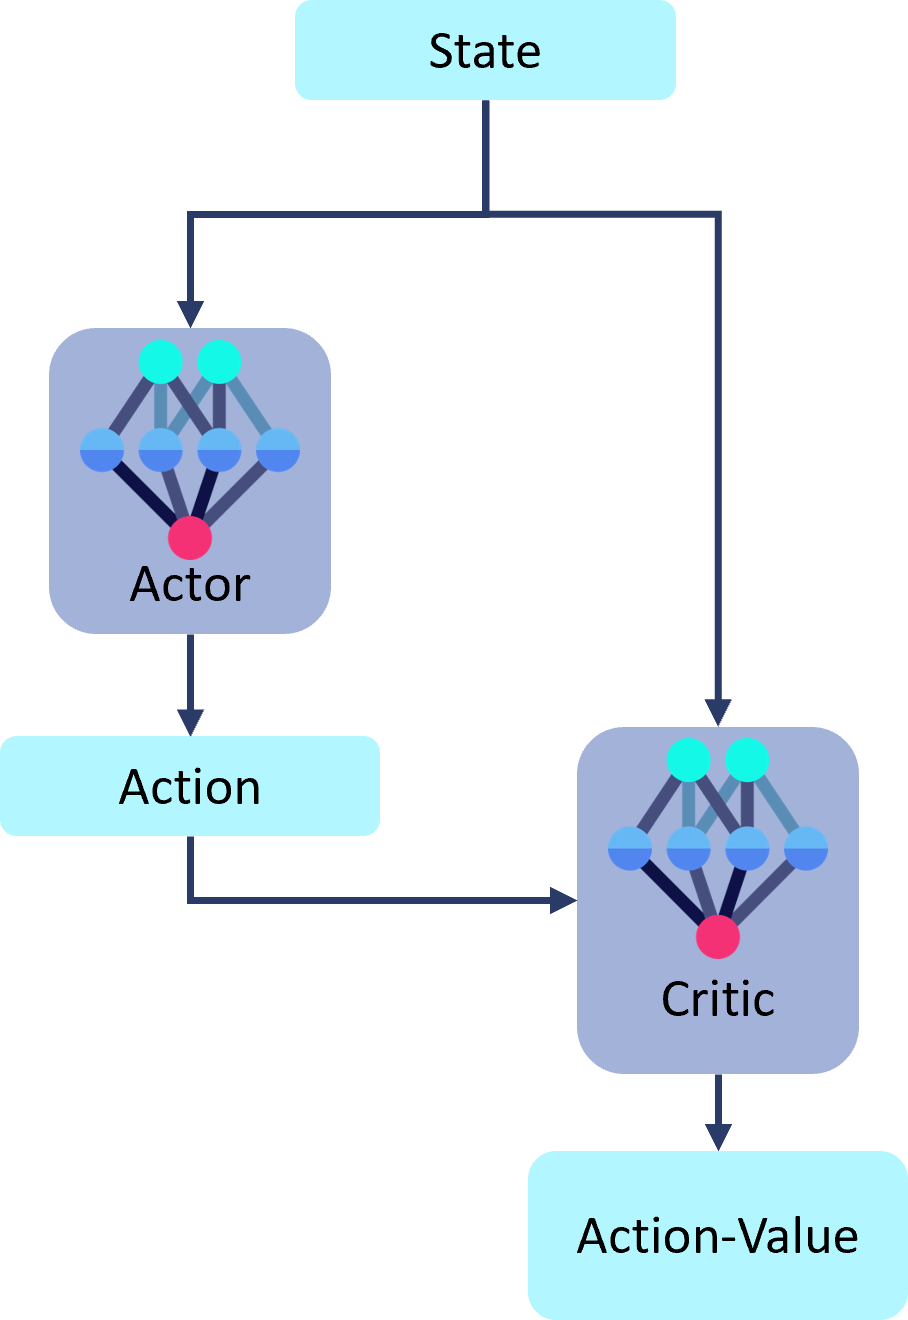 State
Actor
Action
Critic
Action-Value